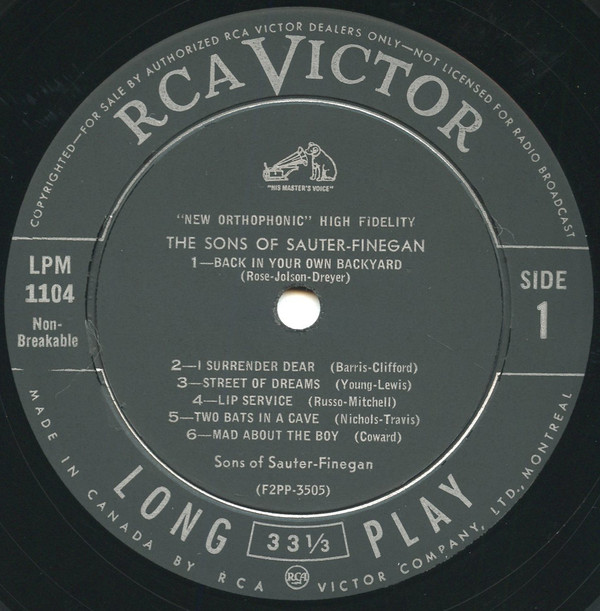 COPYRIGHTED—FOR SALE BY AUTHORIZED RCA VICTOR DEALERS ONLY—NOT LICENSED FOR RADIO BROADCAST
RCA VICTOR
"HIS MASTER'S VOICE"
"NEW ORTHOPHONIC" HIGH FIDELITY
THE SONS OF SAUTER-FINEGAN
1—BACK IN YOUR OWN BACKYARD
(Rose-Jolson-Dreyer)
LPM
1104
Non-
Breakable
SIDE
1
2—I SURRENDER DEAR (Barris-Clifford)
3—STREET OF DREAMS (Young-Lewis)
4—LIP SERVICE (Russo-Mitchell)
5—TWO BATS IN A CAVE (Nichols-Travis)
6—MAD ABOUT THE BOY (Coward)
Sons of Sauter-Finegan
(F2PP-3505)
LONG 33⅓ PLAY
MADE IN CANADA BY RCA VICTOR COMPANY, LTD., MONTREAL
RCA